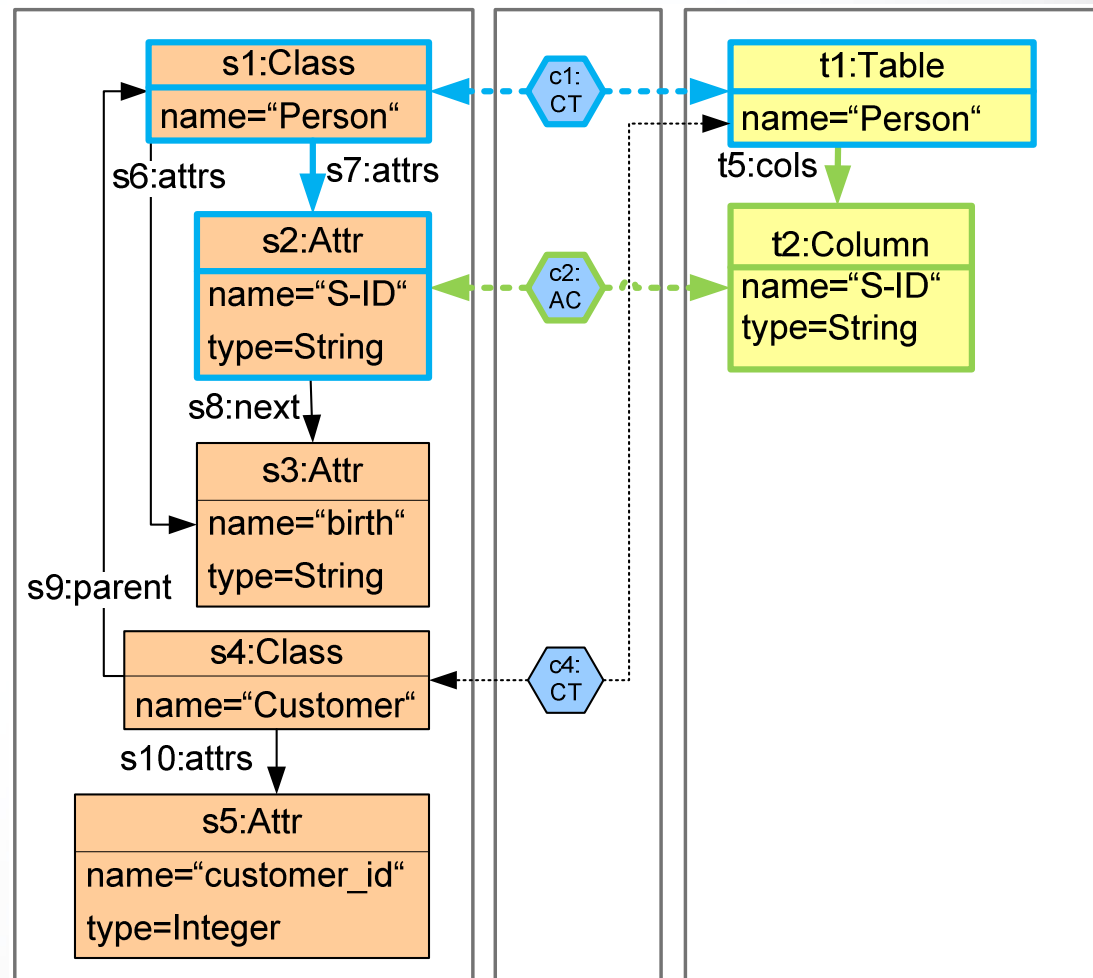 s1:Class
name=“Person“
s6:attrs
s7:attrs
s2:Attr
name=“S-ID“
type=String
s8:next
s3:Attr
name=“birth“
type=String
s9:parent
s4:Class
name=“Customer“
s10:attrs
s5:Attr
name=“customer_id“
type=Integer
c1:
CT
c2:
AC
c4:
CT
t1:Table
name=“Person“
t5:cols
t2:Column
name=“S-ID“
type=String